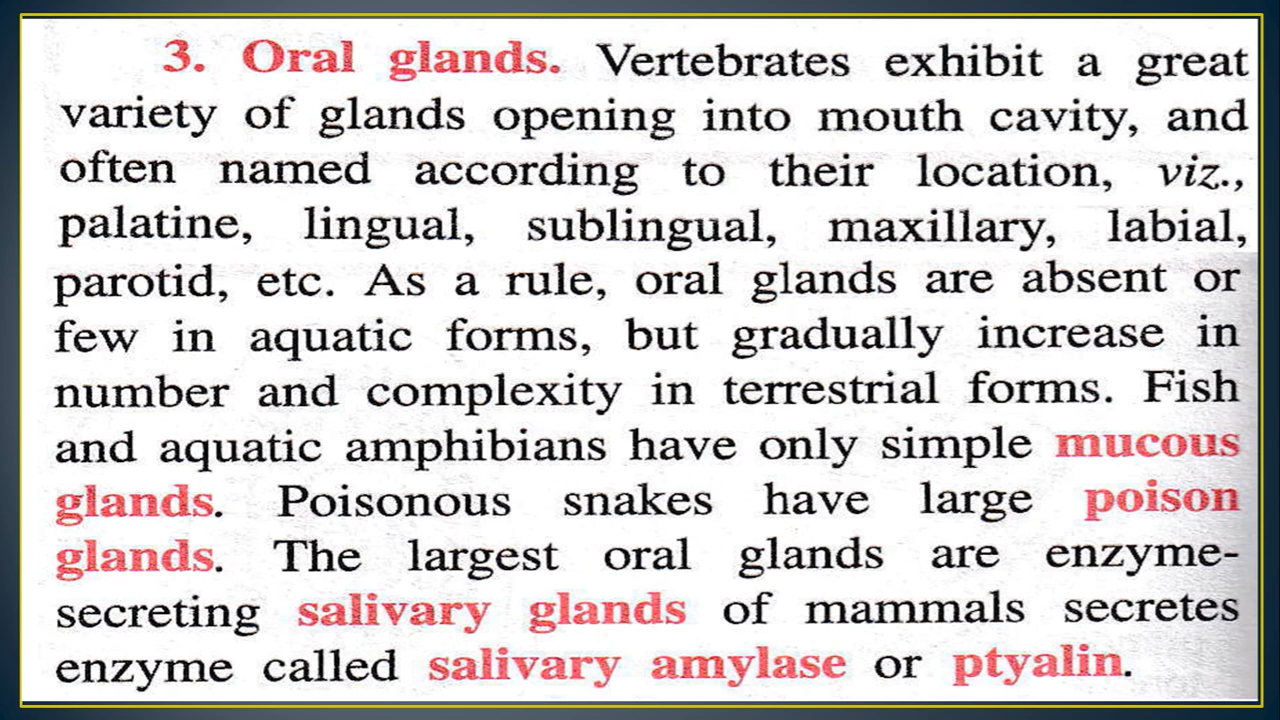 3. Oral glands. Vertebrates exhibit a great
variety of glands opening into mouth cavity, and
often named according to their location, viz.,
palatine, lingual, sublingual, maxillary, labial,
parotid, etc. As a rule, oral glands are absent or
few in aquatic forms, but gradually increase in
number and complexity in terrestrial forms. Fish
and aquatic amphibians have only simple mucous
glands. Poisonous snakes have large poison
glands. The largest oral glands are enzyme-
secreting salivary glands of mammals secretes
enzyme called salivary amylase or ptyalin.